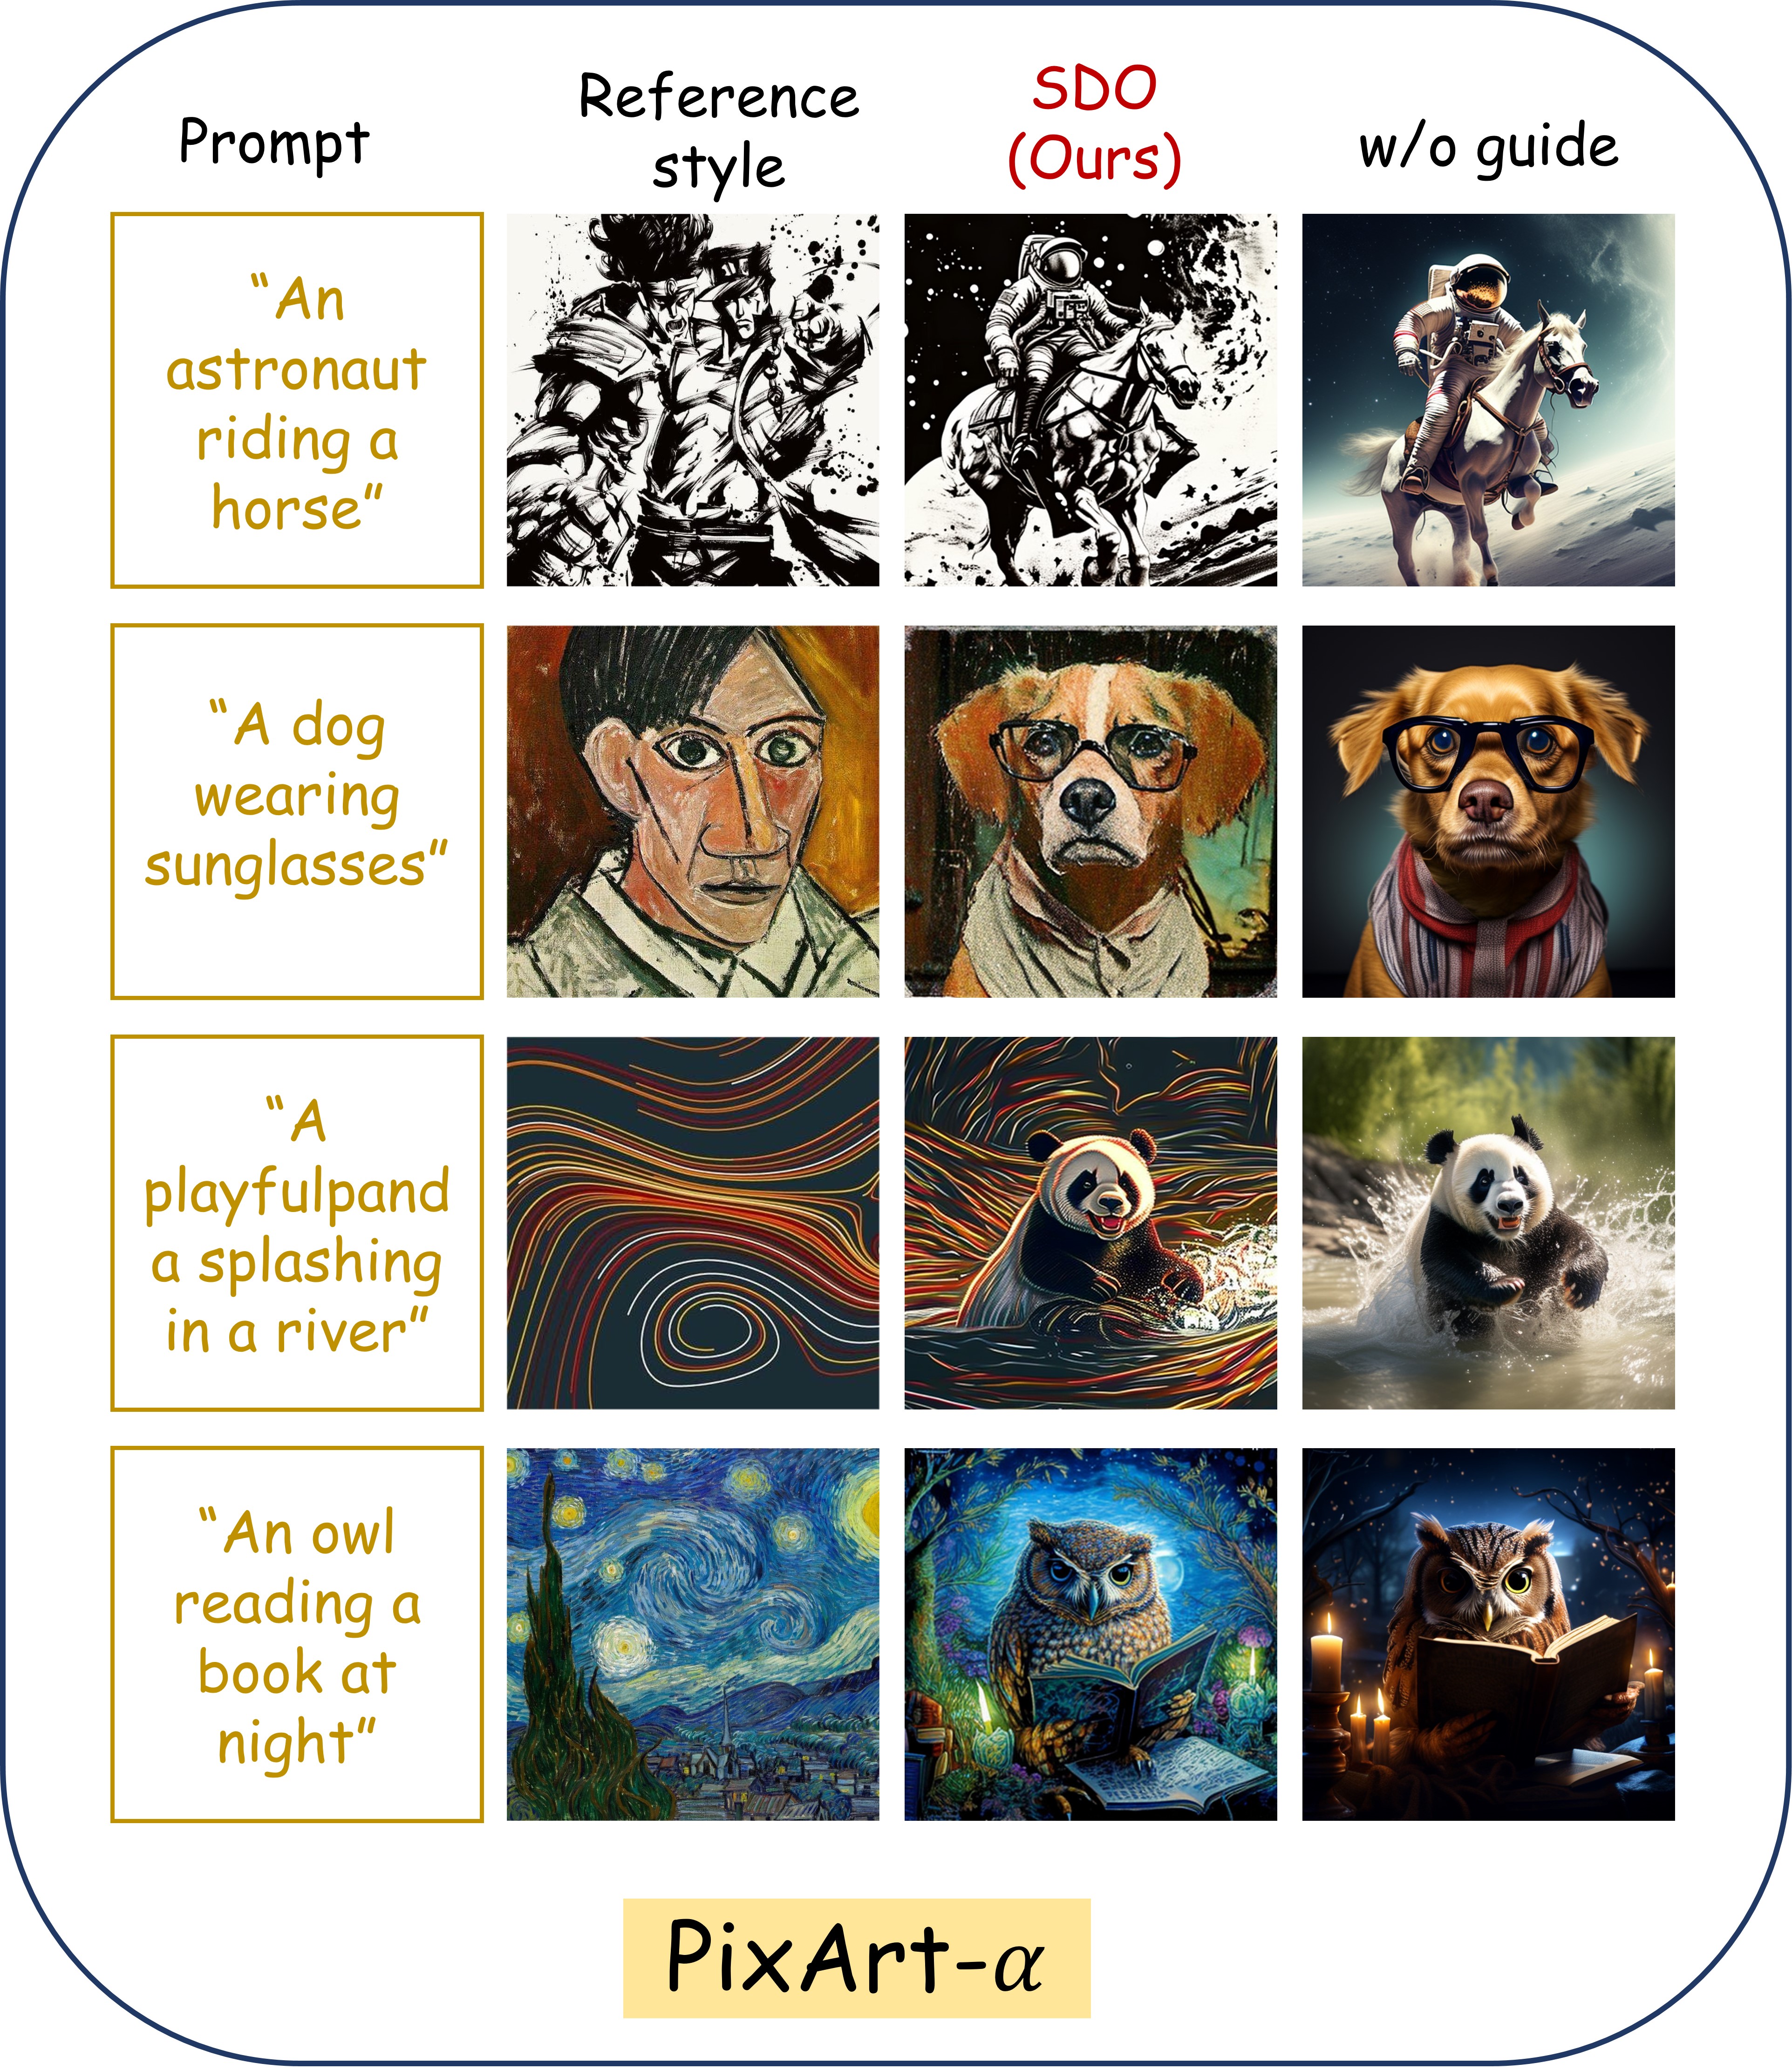 Prompt
Reference
style
SDO
(Ours)
w/o guide
“An
astronaut
riding a
horse”
“A dog
wearing
sunglasses”
“A
playfulpand
a splashing
in a river”
“An owl
reading a
book at
night”
PixArt-α